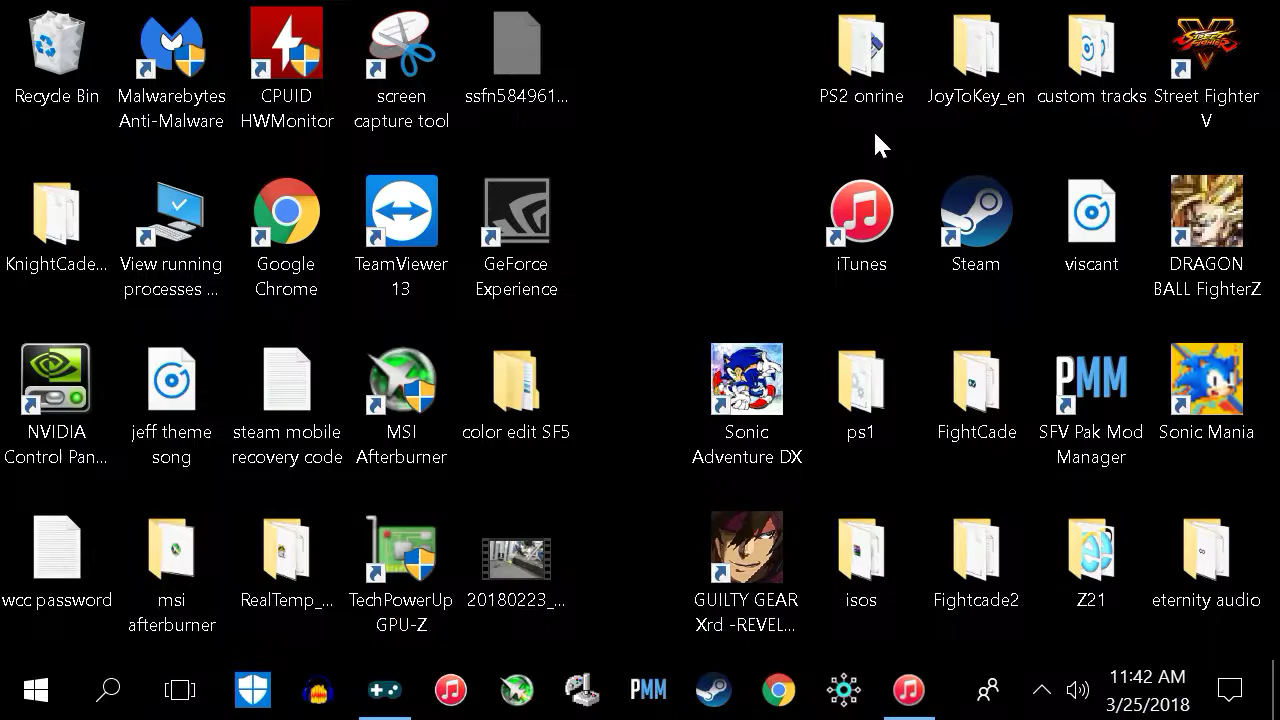 Recycle Bin
Malwarebytes
Anti-Malware
CPUID
HWMonitor
screen
capture tool
ssfn584961...
PS2 onrine
JoyToKey_en
custom tracks
STREET FIGHTER
V
Street Fighter
V
KnightCade...
View running
processes ...
Google
Chrome
TeamViewer
13
GeForce
Experience
iTunes
Steam
viscant
DRAGON
BALL FighterZ
NVIDIA
Control Pan...
jeff theme
song
steam mobile
recovery code
MSI
Afterburner
color edit SF5
Sonic
Adventure DX
ps1
FightCade
PMM
SFV Pak Mod
Manager
Sonic Mania
wcc password
msi
afterburner
RealTemp_...
TechPowerUp
GPU-Z
20180223_...
GUILTY GEAR
Xrd -REVEL...
isos
Fightcade2
Z21
eternity audio
PMM
11:42 AM
3/25/2018